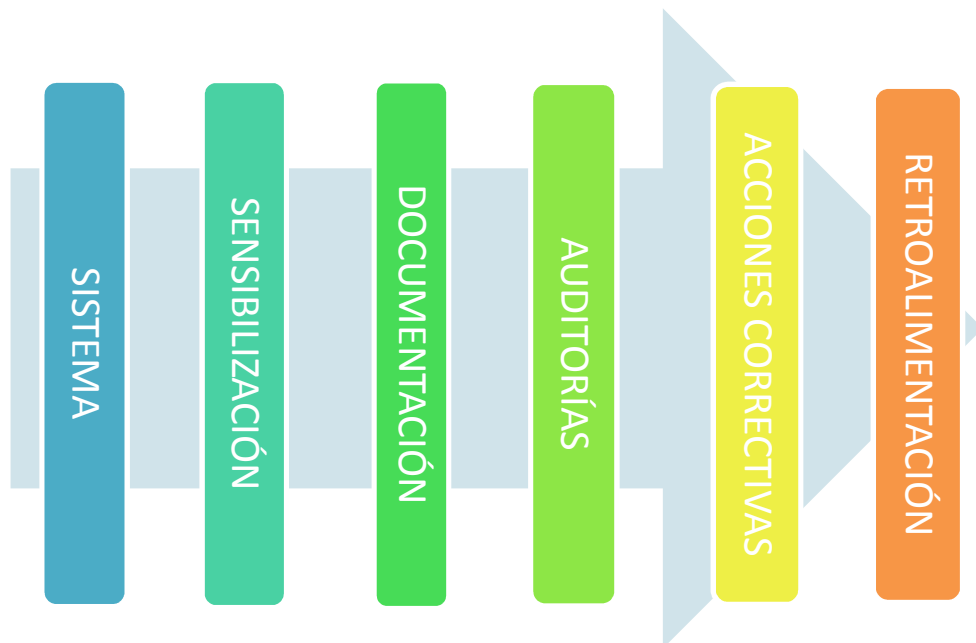 SISTEMA
SENSIBILIZACIÓN
DOCUMENTACIÓN
AUDITORÍAS
ACCIONES CORRECTIVAS
RETROALIMENTACIÓN